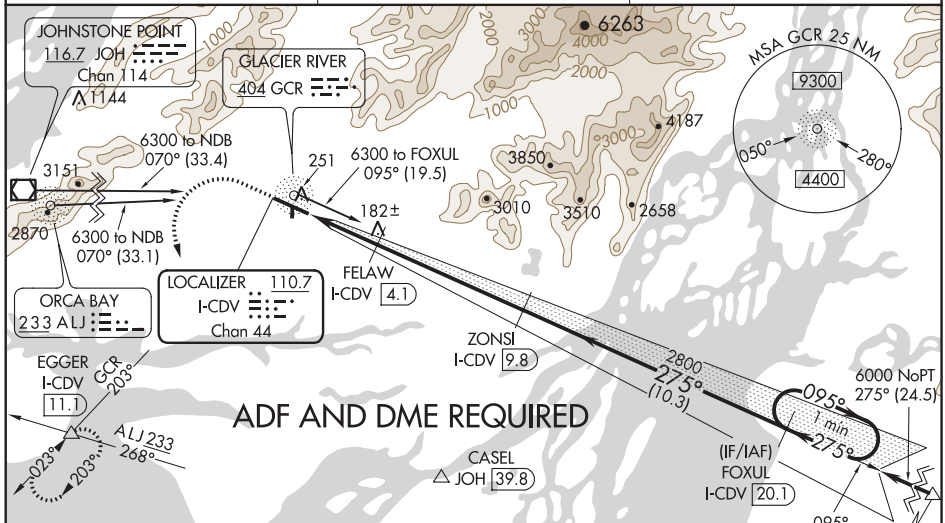 JOHNSTONE POINT
116.7 JOH
Chan 114
1144
1000
GLACIER RIVER
404 GCR
1000
2000
6263
4000
2000
1000
3000
4187
3850
3010
3510
2658
MSA GCR 25 NM
9300
050°
280°
4400
3151
6300 to NDB
070° (33.4)
251
6300 to FOXUL
095° (19.5)
2870
6300 to NDB
070° (33.1)
182±
FELAW
I-CDV 4.1
LOCALIZER 110.7
I-CDV
Chan 44
ORCA BAY
233 ALJ
ZONSI
I-CDV 9.8
2800
275°
(10.3)
095°
1 min
275°
6000 NoPT
275° (24.5)
EGGER
I-CDV
11.1
GCR
203°
ALJ 233
268°
023°
203°
ADF AND DME REQUIRED
CASEL
JOH 39.8
(IF/IAF)
FOXUL
I-CDV 20.1
095°